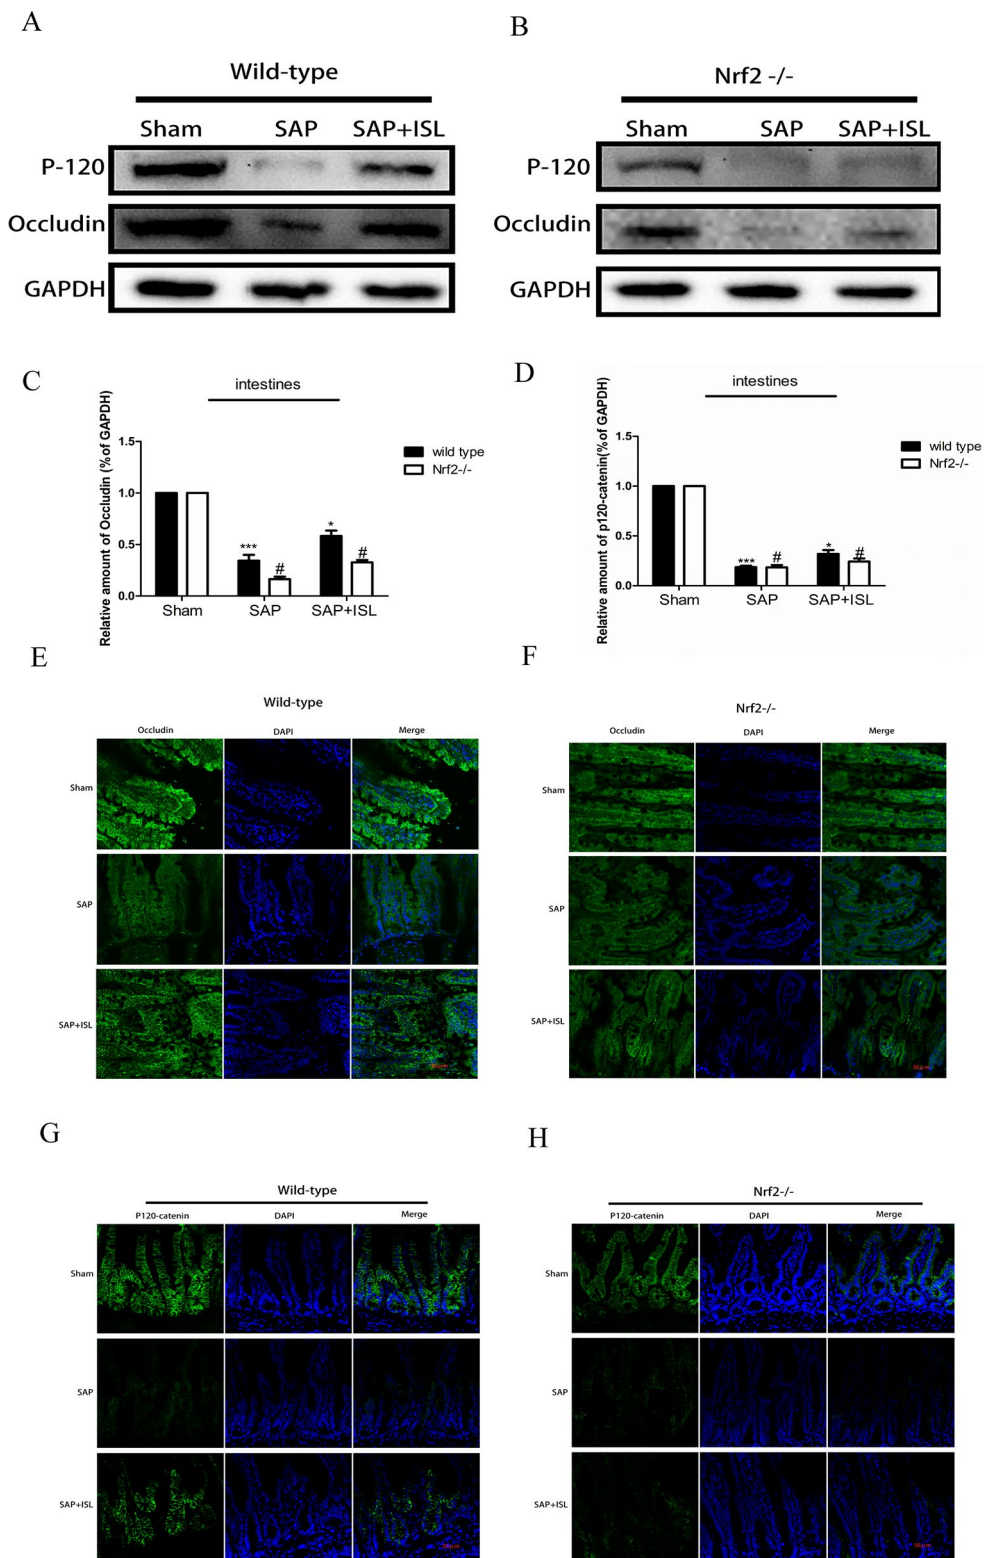 A
Wild-type
Sham SAP SAP+ISL
P-120
Occludin
GAPDH
B
Nrf2 -/-
Sham SAP SAP+ISL
P-120
Occludin
GAPDH
C
intestines
Relative amount of Occludin (%of GAPDH)
1.5
1.0
0.5
0.0
*** # * #
Sham SAP SAP+ISL
wild type
Nrf2-/-
D
intestines
Relative amount of p120-catenin(%of GAPDH)
1.5
1.0
0.5
0.0
*** # * #
Sham SAP SAP+ISL
wild type
Nrf2-/-
E
Wild-type
Occludin DAPI Merge
Sham
SAP
SAP+ISL
F
Nrf2-/-
Occludin DAPI Merge
Sham
SAP
SAP+ISL
G
Wild-type
P120-catenin DAPI Merge
Sham
SAP
SAP+ISL
H
Nrf2-/-
P120-catenin DAPI Merge
Sham
SAP
SAP+ISL